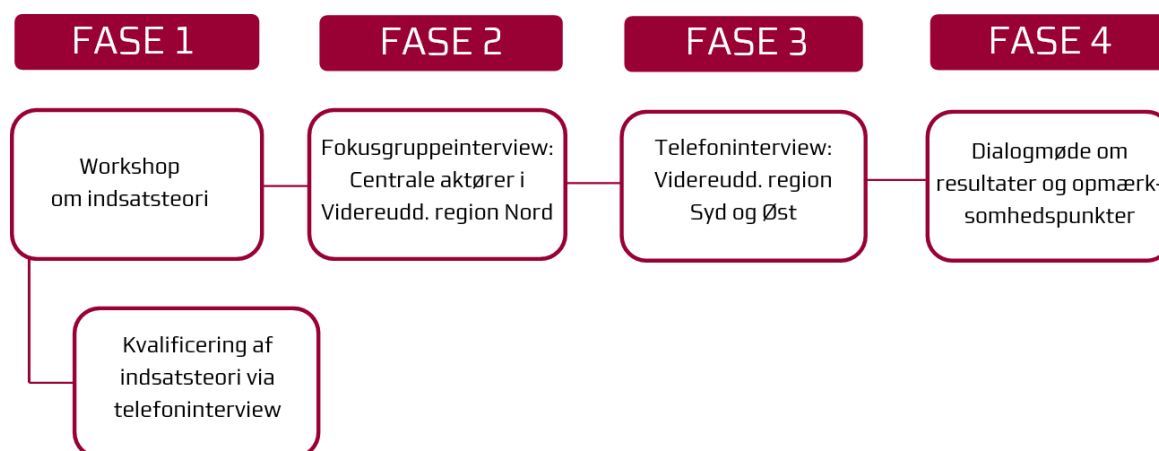 FASE 1
FASE 2
FASE 3
FASE 4
Workshop
om indsatsteori
Fokusgruppeinterview:
Centrale aktører i
Videreudd. region Nord
Telefoninterview:
Videreudd. region
Syd og Øst
Dialogmøde om
resultater og opmærk-
somhedspunkter
Kvalificering af
indsatsteori via
telefoninterview